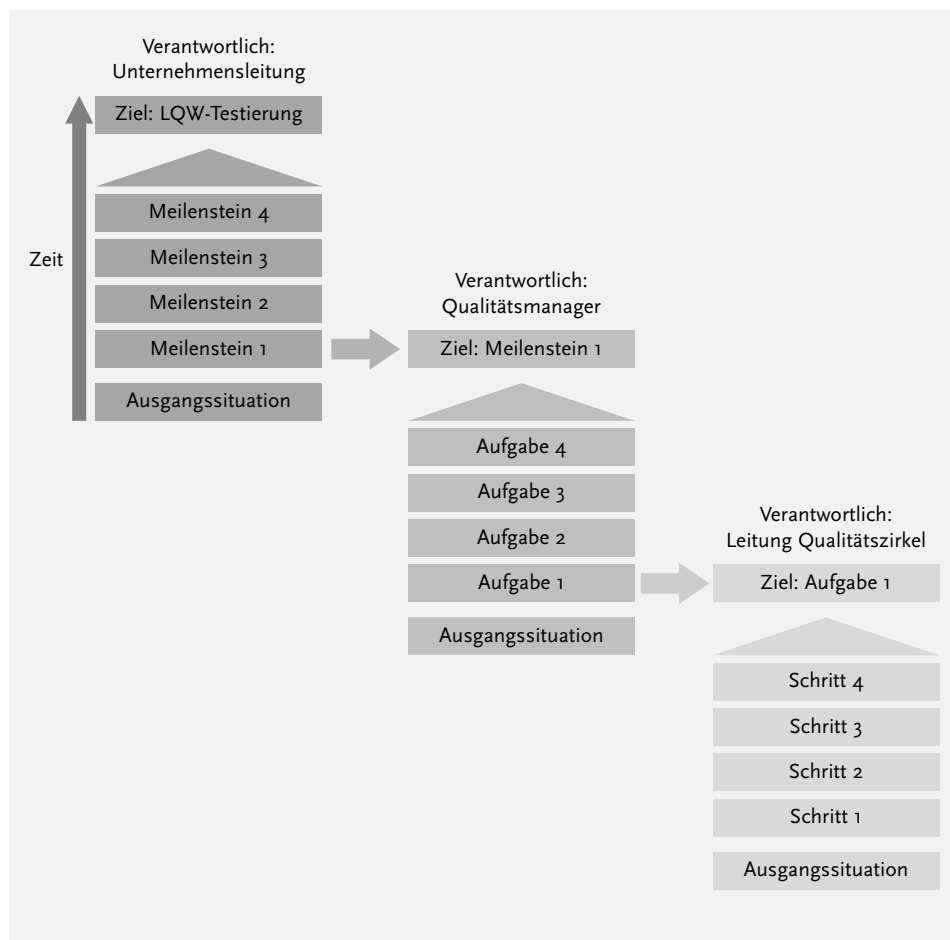 Verantwortlich:
Unternehmensleitung
Ziel: LQW-Testierung
Meilenstein 4
Meilenstein 3
Meilenstein 2
Meilenstein 1
Ausgangssituation
Zeit
Verantwortlich:
Qualitätsmanager
Ziel: Meilenstein 1
Aufgabe 4
Aufgabe 3
Aufgabe 2
Aufgabe 1
Ausgangssituation
Verantwortlich:
Leitung Qualitätszirkel
Ziel: Aufgabe 1
Schritt 4
Schritt 3
Schritt 2
Schritt 1
Ausgangssituation